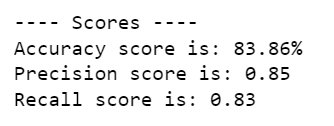 ---- Scores ----
Accuracy score is: 83.86%
Precision score is: 0.85
Recall score is: 0.83